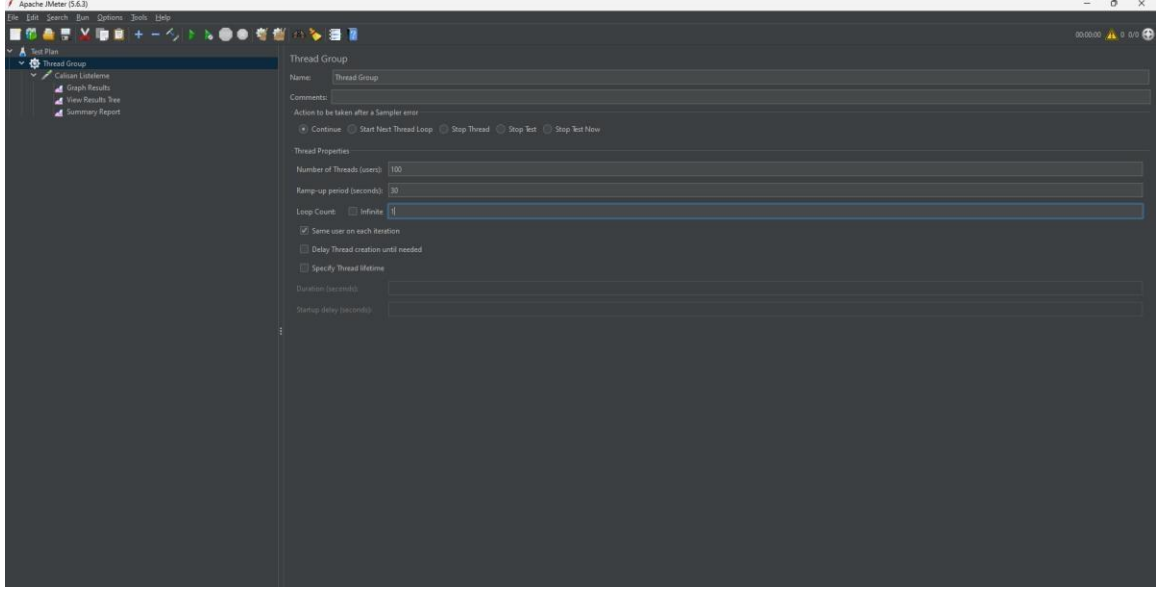 Apache JMeter (5.6.3)
File Edit Search Run Options Tools Help
00:00:00 0 0/0
Test Plan
Thread Group
Calisan Listeleme
Graph Results
View Results Tree
Summary Report
Thread Group
Name: Thread Group
Comments:
Action to be taken after a Sampler error
Continue Start Next Thread Loop Stop Thread Stop Test Stop Test Now
Thread Properties
Number of Threads (users): 100
Ramp-up period (seconds): 30
Loop Count: Infinite 1
Same user on each iteration
Delay Thread creation until needed
Specify Thread lifetime
Duration (seconds):
Startup delay (seconds):